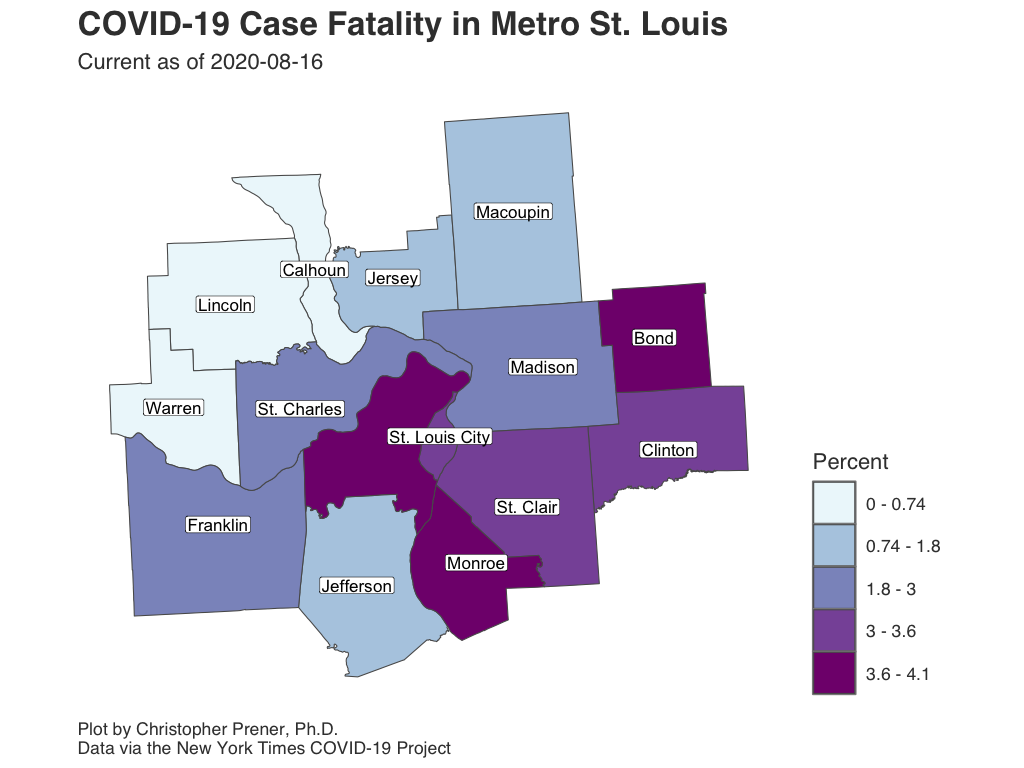 COVID-19 Case Fatality in Metro St. Louis
Current as of 2020-08-16
Macoupin
Calhoun
Jersey
Lincoln
Bond
Madison
Warren
St. Charles
St. Louis City
Clinton
St. Clair
Franklin
Monroe
Jefferson
Percent
0 - 0.74
0.74 - 1.8
1.8 - 3
3 - 3.6
3.6 - 4.1
Plot by Christopher Prener, Ph.D.
Data via the New York Times COVID-19 Project